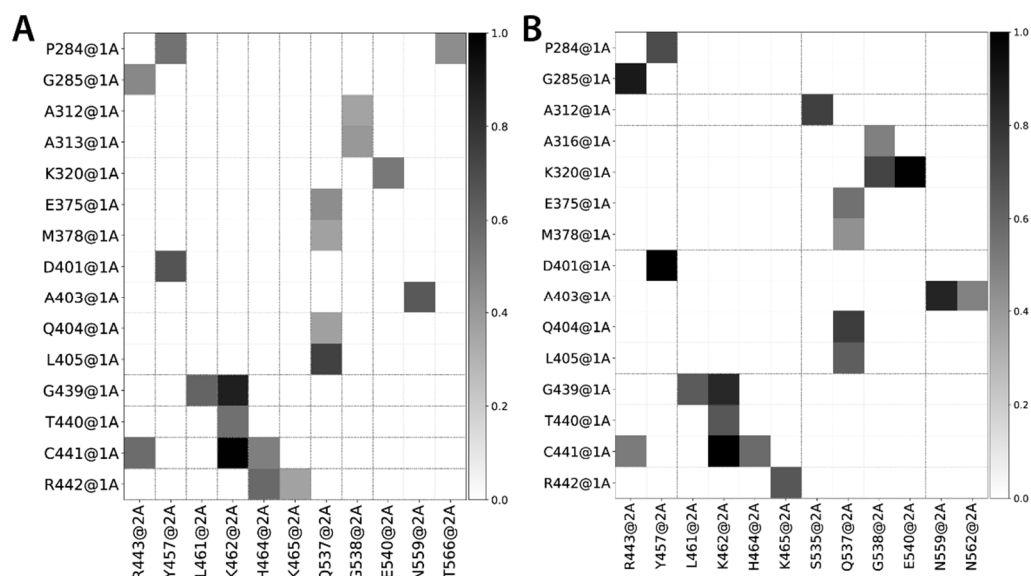 A
P284@1A
G285@1A
A312@1A
A313@1A
K320@1A
E375@1A
M378@1A
D401@1A
A403@1A
Q404@1A
L405@1A
G439@1A
T440@1A
C441@1A
R442@1A
R443@2A
Y457@2A
L461@2A
K462@2A
H464@2A
K465@2A
Q537@2A
G538@2A
E540@2A
N559@2A
T566@2A
1.0
0.8
0.6
0.4
0.2
0.0
B
P284@1A
G285@1A
A312@1A
A316@1A
K320@1A
E375@1A
M378@1A
D401@1A
A403@1A
Q404@1A
L405@1A
G439@1A
T440@1A
C441@1A
R442@1A
R443@2A
Y457@2A
L461@2A
K462@2A
H464@2A
K465@2A
S535@2A
Q537@2A
G538@2A
E540@2A
N559@2A
N562@2A
1.0
0.8
0.6
0.4
0.2
0.0